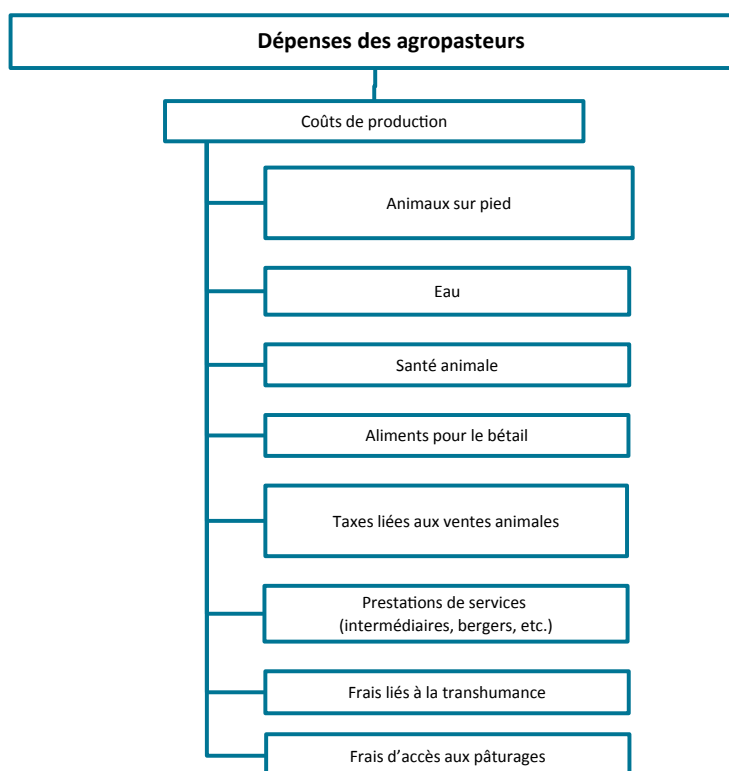 Dépenses des agropasteurs
Coûts de production
Animaux sur pied
Eau
Santé animale
Aliments pour le bétail
Taxes liées aux ventes animales
Prestations de services
(intermédiaires, bergers, etc.)
Frais liés à la transhumance
Frais d’accès aux pâturages